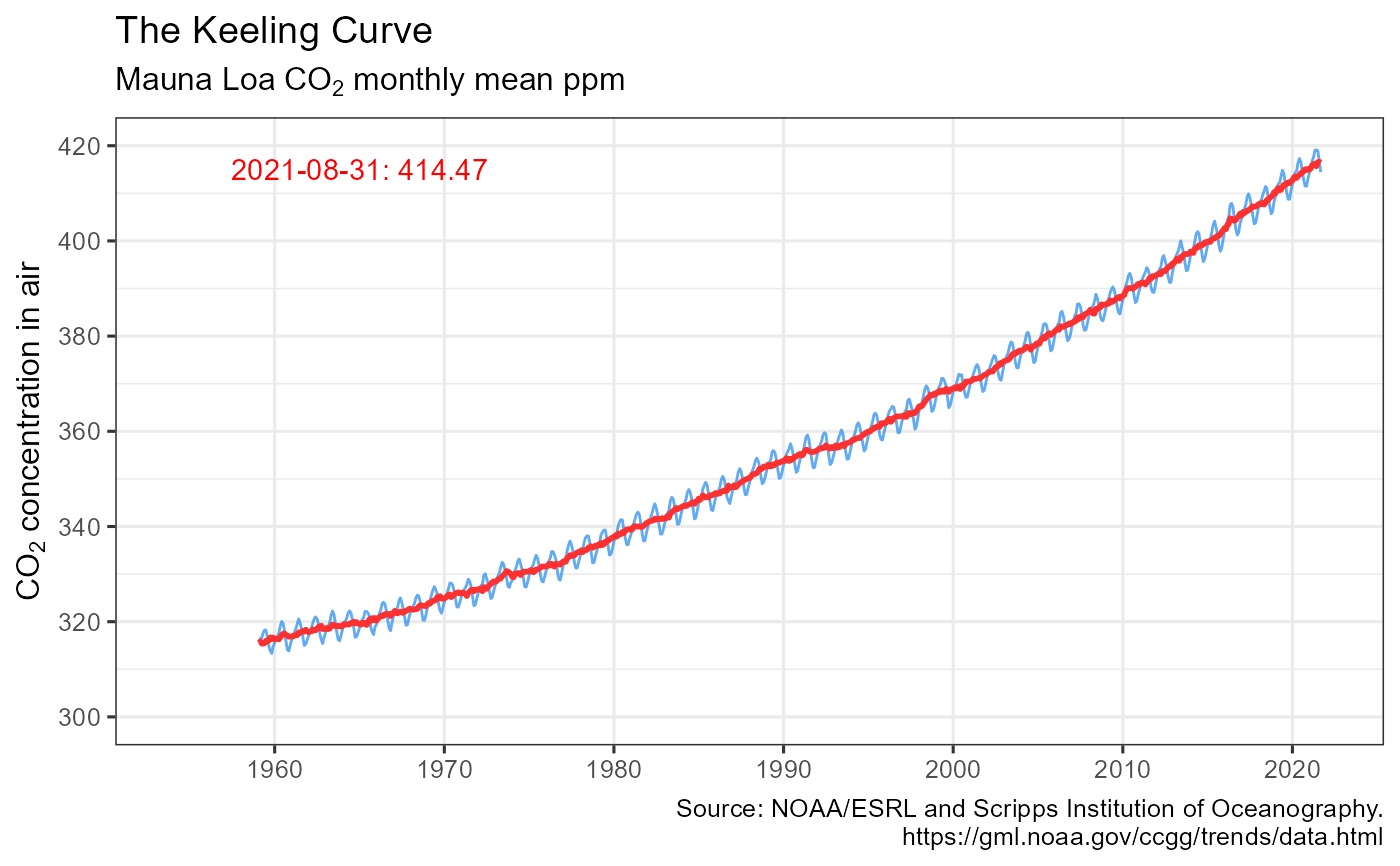 The Keeling Curve
Mauna Loa CO₂ monthly mean ppm
2021-08-31: 414.47
CO₂ concentration in air
420
400
380
360
340
320
300
1960 1970 1980 1990 2000 2010 2020
Source: NOAA/ESRL and Scripps Institution of Oceanography.
https://gml.noaa.gov/ccgg/trends/data.html